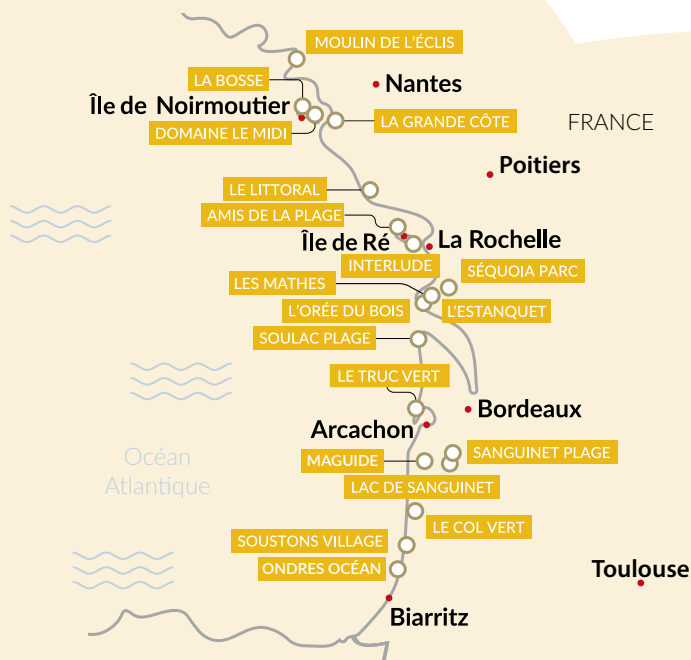 MOULIN DE L'ÉCLIS
LA BOSSE
Nantes
Île de Noirmoutier
DOMAINE LE MIDI
LA GRANDE CÔTE
FRANCE
Poitiers
LE LITTORAL
AMIS DE LA PLAGE
Île de Ré
La Rochelle
INTERLUDE
SÉQUOIA PARC
LES MATHES
L'ORÉE DU BOIS
L'ESTANQUET
SOULAC PLAGE
LE TRUC VERT
Bordeaux
Arcachon
SANGUINET PLAGE
MAGUIDE
Océan
Atlantique
LAC DE SANGUINET
LE COL VERT
SOUSTONS VILLAGE
ONDRES OCÉAN
Toulouse
Biarritz